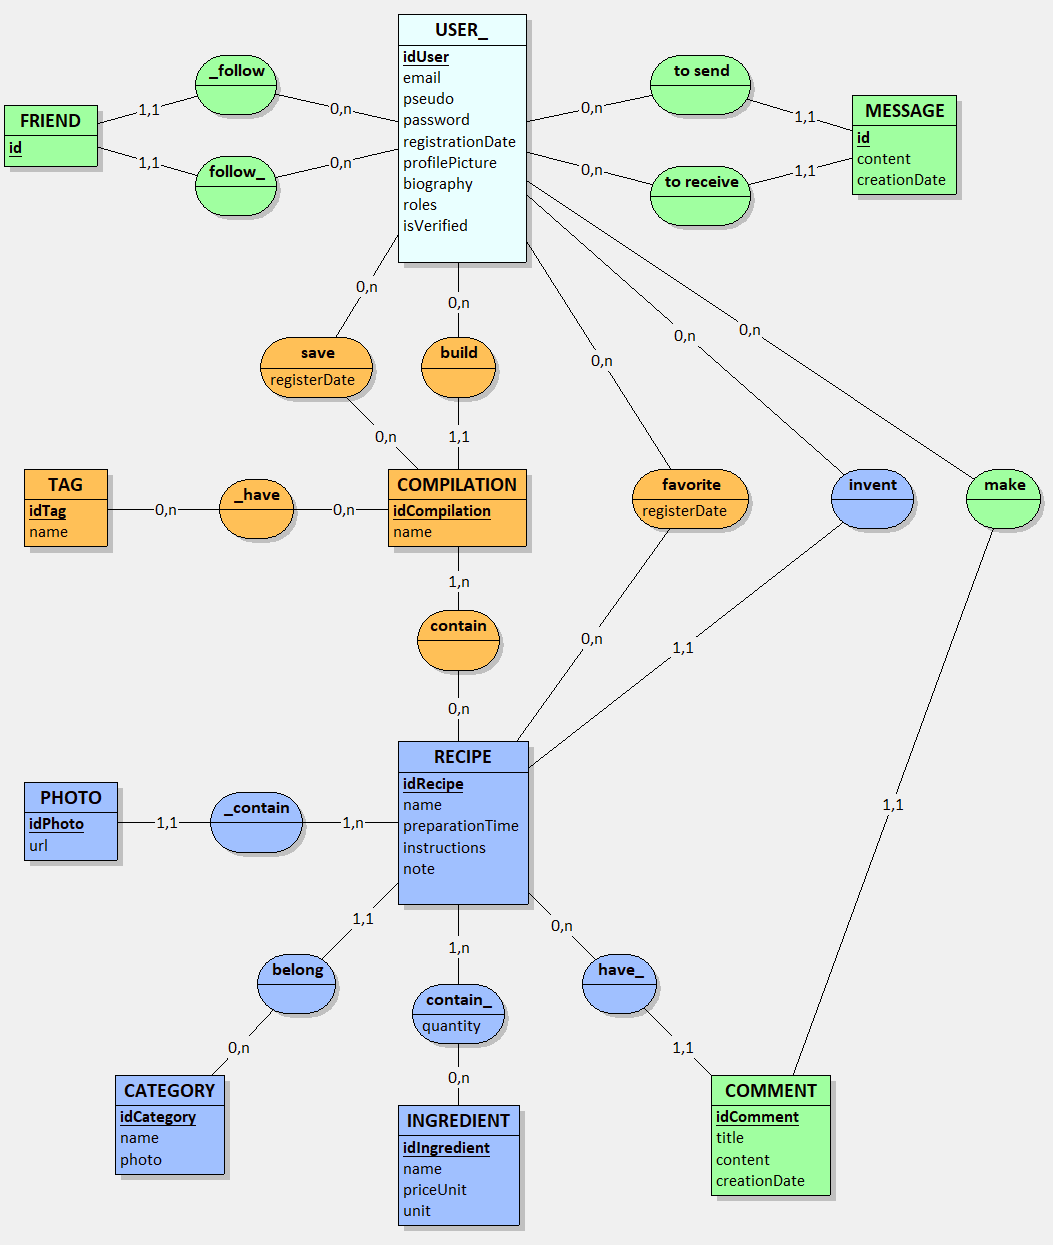 USER_
idUser
email
pseudo
password
registrationDate
profilePicture
biography
roles
isVerified
_follow
1,1
0,n
FRIEND
id
1,1
0,n
follow_
to send
0,n
1,1
MESSAGE
id
content
creationDate
0,n
1,1
to receive
0,n
0,n
0,n
0,n
0,n
save
registerDate
build
0,n
1,1
TAG
idTag
name
0,n
_have
0,n
COMPILATION
idCompilation
name
favorite
registerDate
invent
make
1,n
contain
0,n
0,n
1,1
1,1
RECIPE
idRecipe
name
preparationTime
instructions
note
PHOTO
idPhoto
url
1,1
_contain
1,n
1,1
belong
0,n
1,n
contain_
quantity
0,n
0,n
have_
1,1
CATEGORY
idCategory
name
photo
INGREDIENT
idIngredient
name
priceUnit
unit
COMMENT
idComment
title
content
creationDate